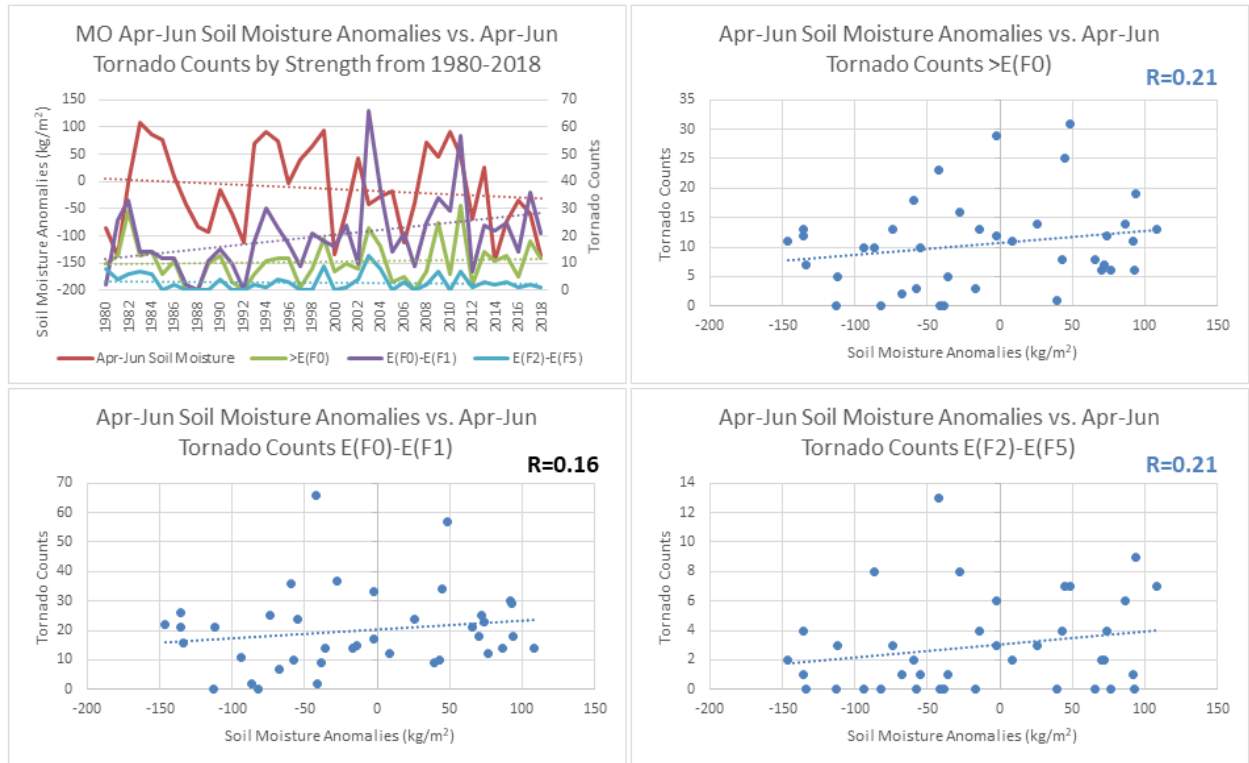 MO Apr-Jun Soil Moisture Anomalies vs. Apr-Jun
Tornado Counts by Strength from 1980-2018
Soil Moisture Anomalies (kg/m²)
150
100
50
0
-50
-100
-150
-200
70
60
50
40
30
20
10
0
Tornado Counts
1980
1982
1984
1986
1988
1990
1992
1994
1996
1998
2000
2002
2004
2006
2008
2010
2012
2014
2016
2018
Apr-Jun Soil Moisture >E(F0) E(F0)-E(F1) E(F2)-E(F5)
Apr-Jun Soil Moisture Anomalies vs. Apr-Jun
Tornado Counts >E(F0)
R=0.21
Tornado Counts
35
30
25
20
15
10
5
0
-200 -150 -100 -50 0 50 100 150
Soil Moisture Anomalies (kg/m²)
Apr-Jun Soil Moisture Anomalies vs. Apr-Jun
Tornado Counts E(F0)-E(F1)
R=0.16
Tornado Counts
70
60
50
40
30
20
10
0
-200 -150 -100 -50 0 50 100 150
Soil Moisture Anomalies (kg/m²)
Apr-Jun Soil Moisture Anomalies vs. Apr-Jun
Tornado Counts E(F2)-E(F5)
R=0.21
Tornado Counts
14
12
10
8
6
4
2
0
-200 -150 -100 -50 0 50 100 150
Soil Moisture Anomalies (kg/m²)